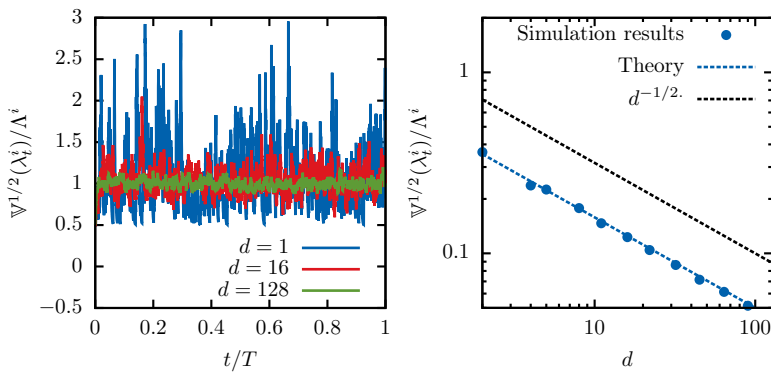 3
2.5
2
1.5
1
0.5
0
−0.5
𝕍^{1/2}(λ_t^i)/Λ^i
d = 1
d = 16
d = 128
0 0.2 0.4 0.6 0.8 1
t/T
1
0.1
𝕍^{1/2}(λ_t^i)/Λ^i
Simulation results
Theory
d^{−1/2}.
10 100
d